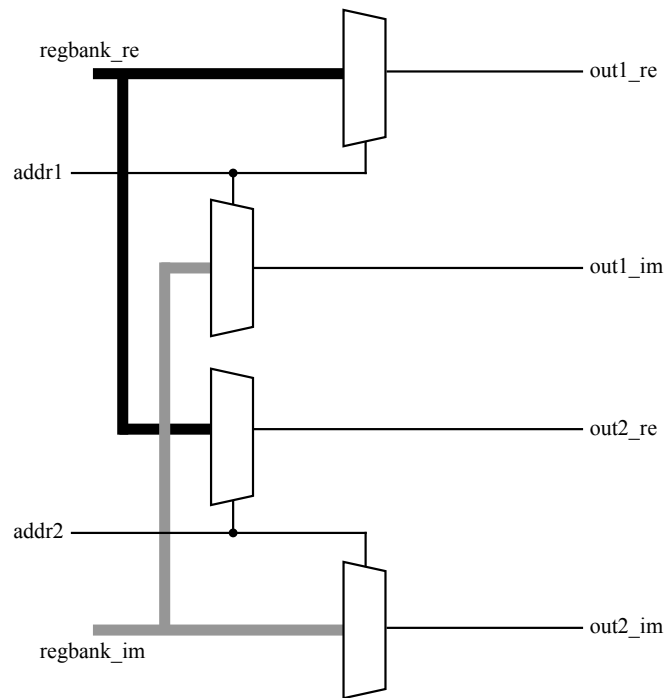 regbank_re
out1_re
addr1
out1_im
out2_re
addr2
out2_im
regbank_im